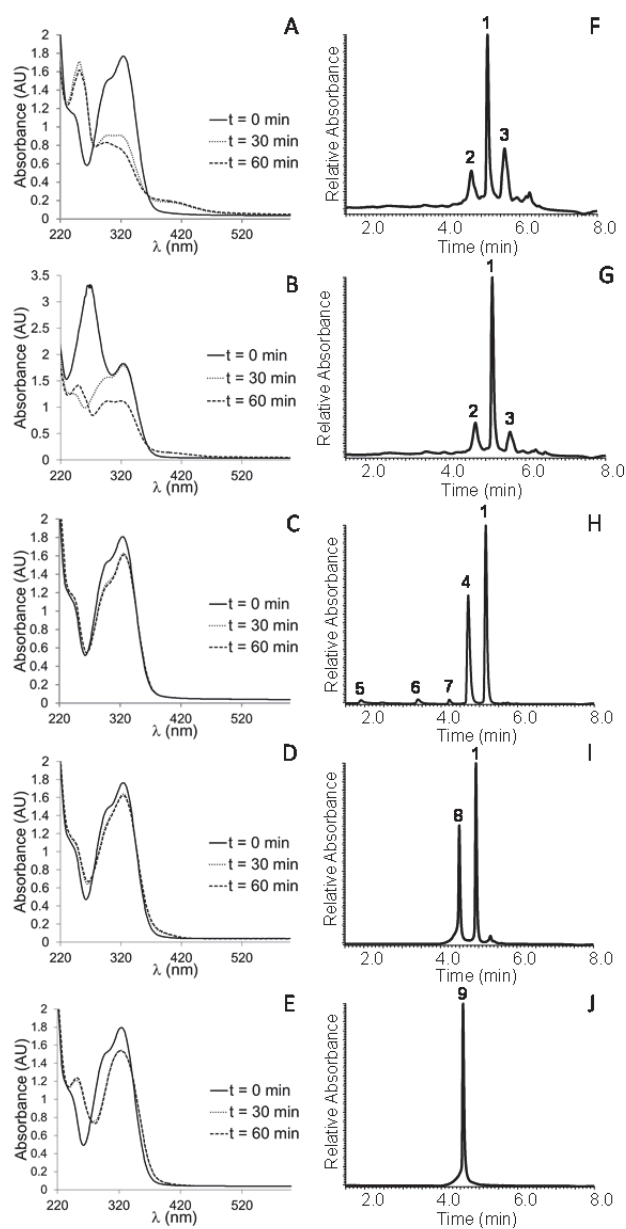 A
Absorbance (AU)
2
1.8
1.6
1.4
1.2
1
0.8
0.6
0.4
0.2
0
220 320 420 520
λ (nm)
t = 0 min
t = 30 min
t = 60 min
F
Relative Absorbance
1
2
3
2.0 4.0 6.0 8.0
Time (min)
B
Absorbance (AU)
3.5
3
2.5
2
1.5
1
0.5
0
220 320 420 520
λ (nm)
t = 0 min
t = 30 min
t = 60 min
G
Relative Absorbance
1
2
3
2.0 4.0 6.0 8.0
Time (min)
C
Absorbance (AU)
2
1.8
1.6
1.4
1.2
1
0.8
0.6
0.4
0.2
0
220 320 420 520
λ (nm)
t = 0 min
t = 30 min
t = 60 min
H
Relative Absorbance
1
4
5 6 7
2.0 4.0 6.0 8.0
Time (min)
D
Absorbance (AU)
2
1.8
1.6
1.4
1.2
1
0.8
0.6
0.4
0.2
0
220 320 420 520
λ (nm)
t = 0 min
t = 30 min
t = 60 min
I
Relative Absorbance
1
8
2.0 4.0 6.0 8.0
Time (min)
E
Absorbance (AU)
2
1.8
1.6
1.4
1.2
1
0.8
0.6
0.4
0.2
0
220 320 420 520
λ (nm)
t = 0 min
t = 30 min
t = 60 min
J
Relative Absorbance
9
2.0 4.0 6.0 8.0
Time (min)